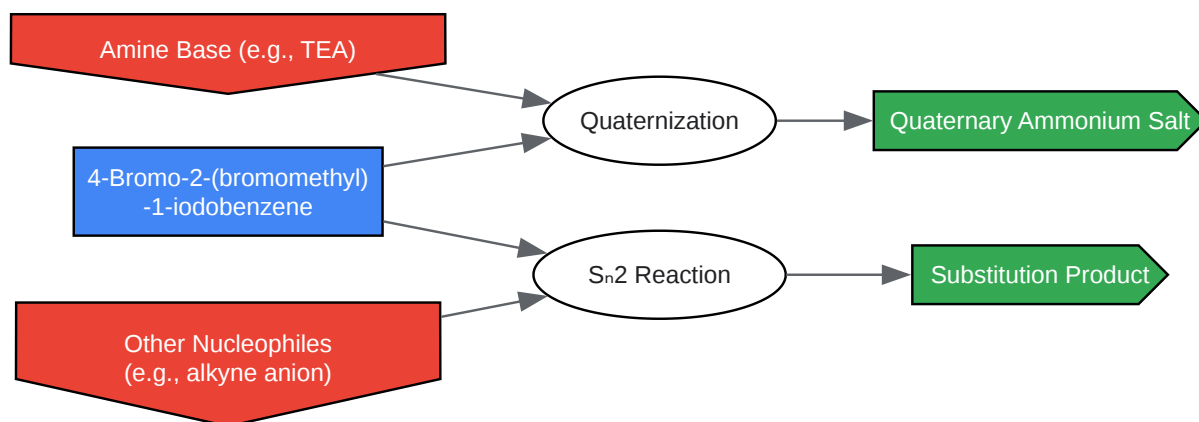 Amine Base (e.g., TEA)
Quaternization
Quaternary Ammonium Salt
4-Bromo-2-(bromomethyl)
-1-iodobenzene
Sₙ2 Reaction
Substitution Product
Other Nucleophiles
(e.g., alkyne anion)